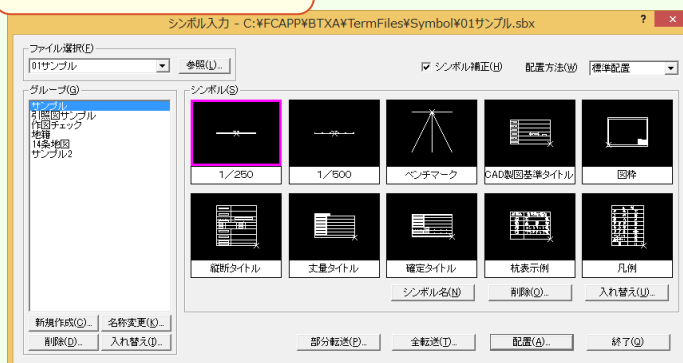 シンボル入力 - C:¥FCAPP¥BTXA¥TermFiles¥Symbol¥01サンプル.sbx
? ×
ファイル選択(F)
01サンプル
参照(L)...
シンボル補正(H)
配置方法(W)
標準配置
グループ(G)
サンプル
引照図サンプル
作図チェック
地籍
14条地図
サンプル2
シンボル(S)
1/250
1/500
ベンチマーク
CAD製図基準タイトル
図枠
縦断タイトル
丈量タイトル
確定タイトル
杭表示例
凡例
シンボル名(N)
削除(O)...
入れ替え(U)...
新規作成(C)...
名称変更(K)...
削除(D)...
入れ替え(I)...
部分転送(P)...
全転送(T)...
配置(A)...
終了(Q)